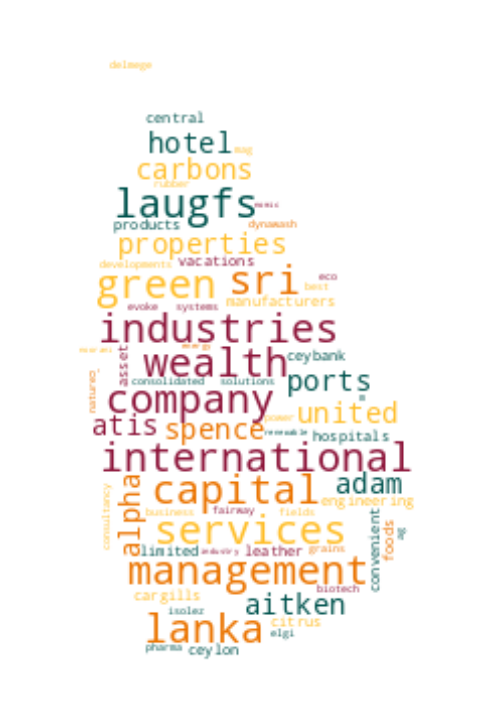 delmege
central
hotel mag
carbons
rubber
laugfs
products dynawash
properties
developments vacations
green sri eco
best
manufacturers
evoke systems
industries
energy
wealth ceybank
asset
consolidated solutions ports
company
power united
atis spence renewable hospitals
international
capital adam
alpha engineering
consultancy
business fairway fields
services convenient foods ag
limited industry leather grains
management
biotech
cargills aitken
isolez
lanka citrus
elgi
pharma ceylon